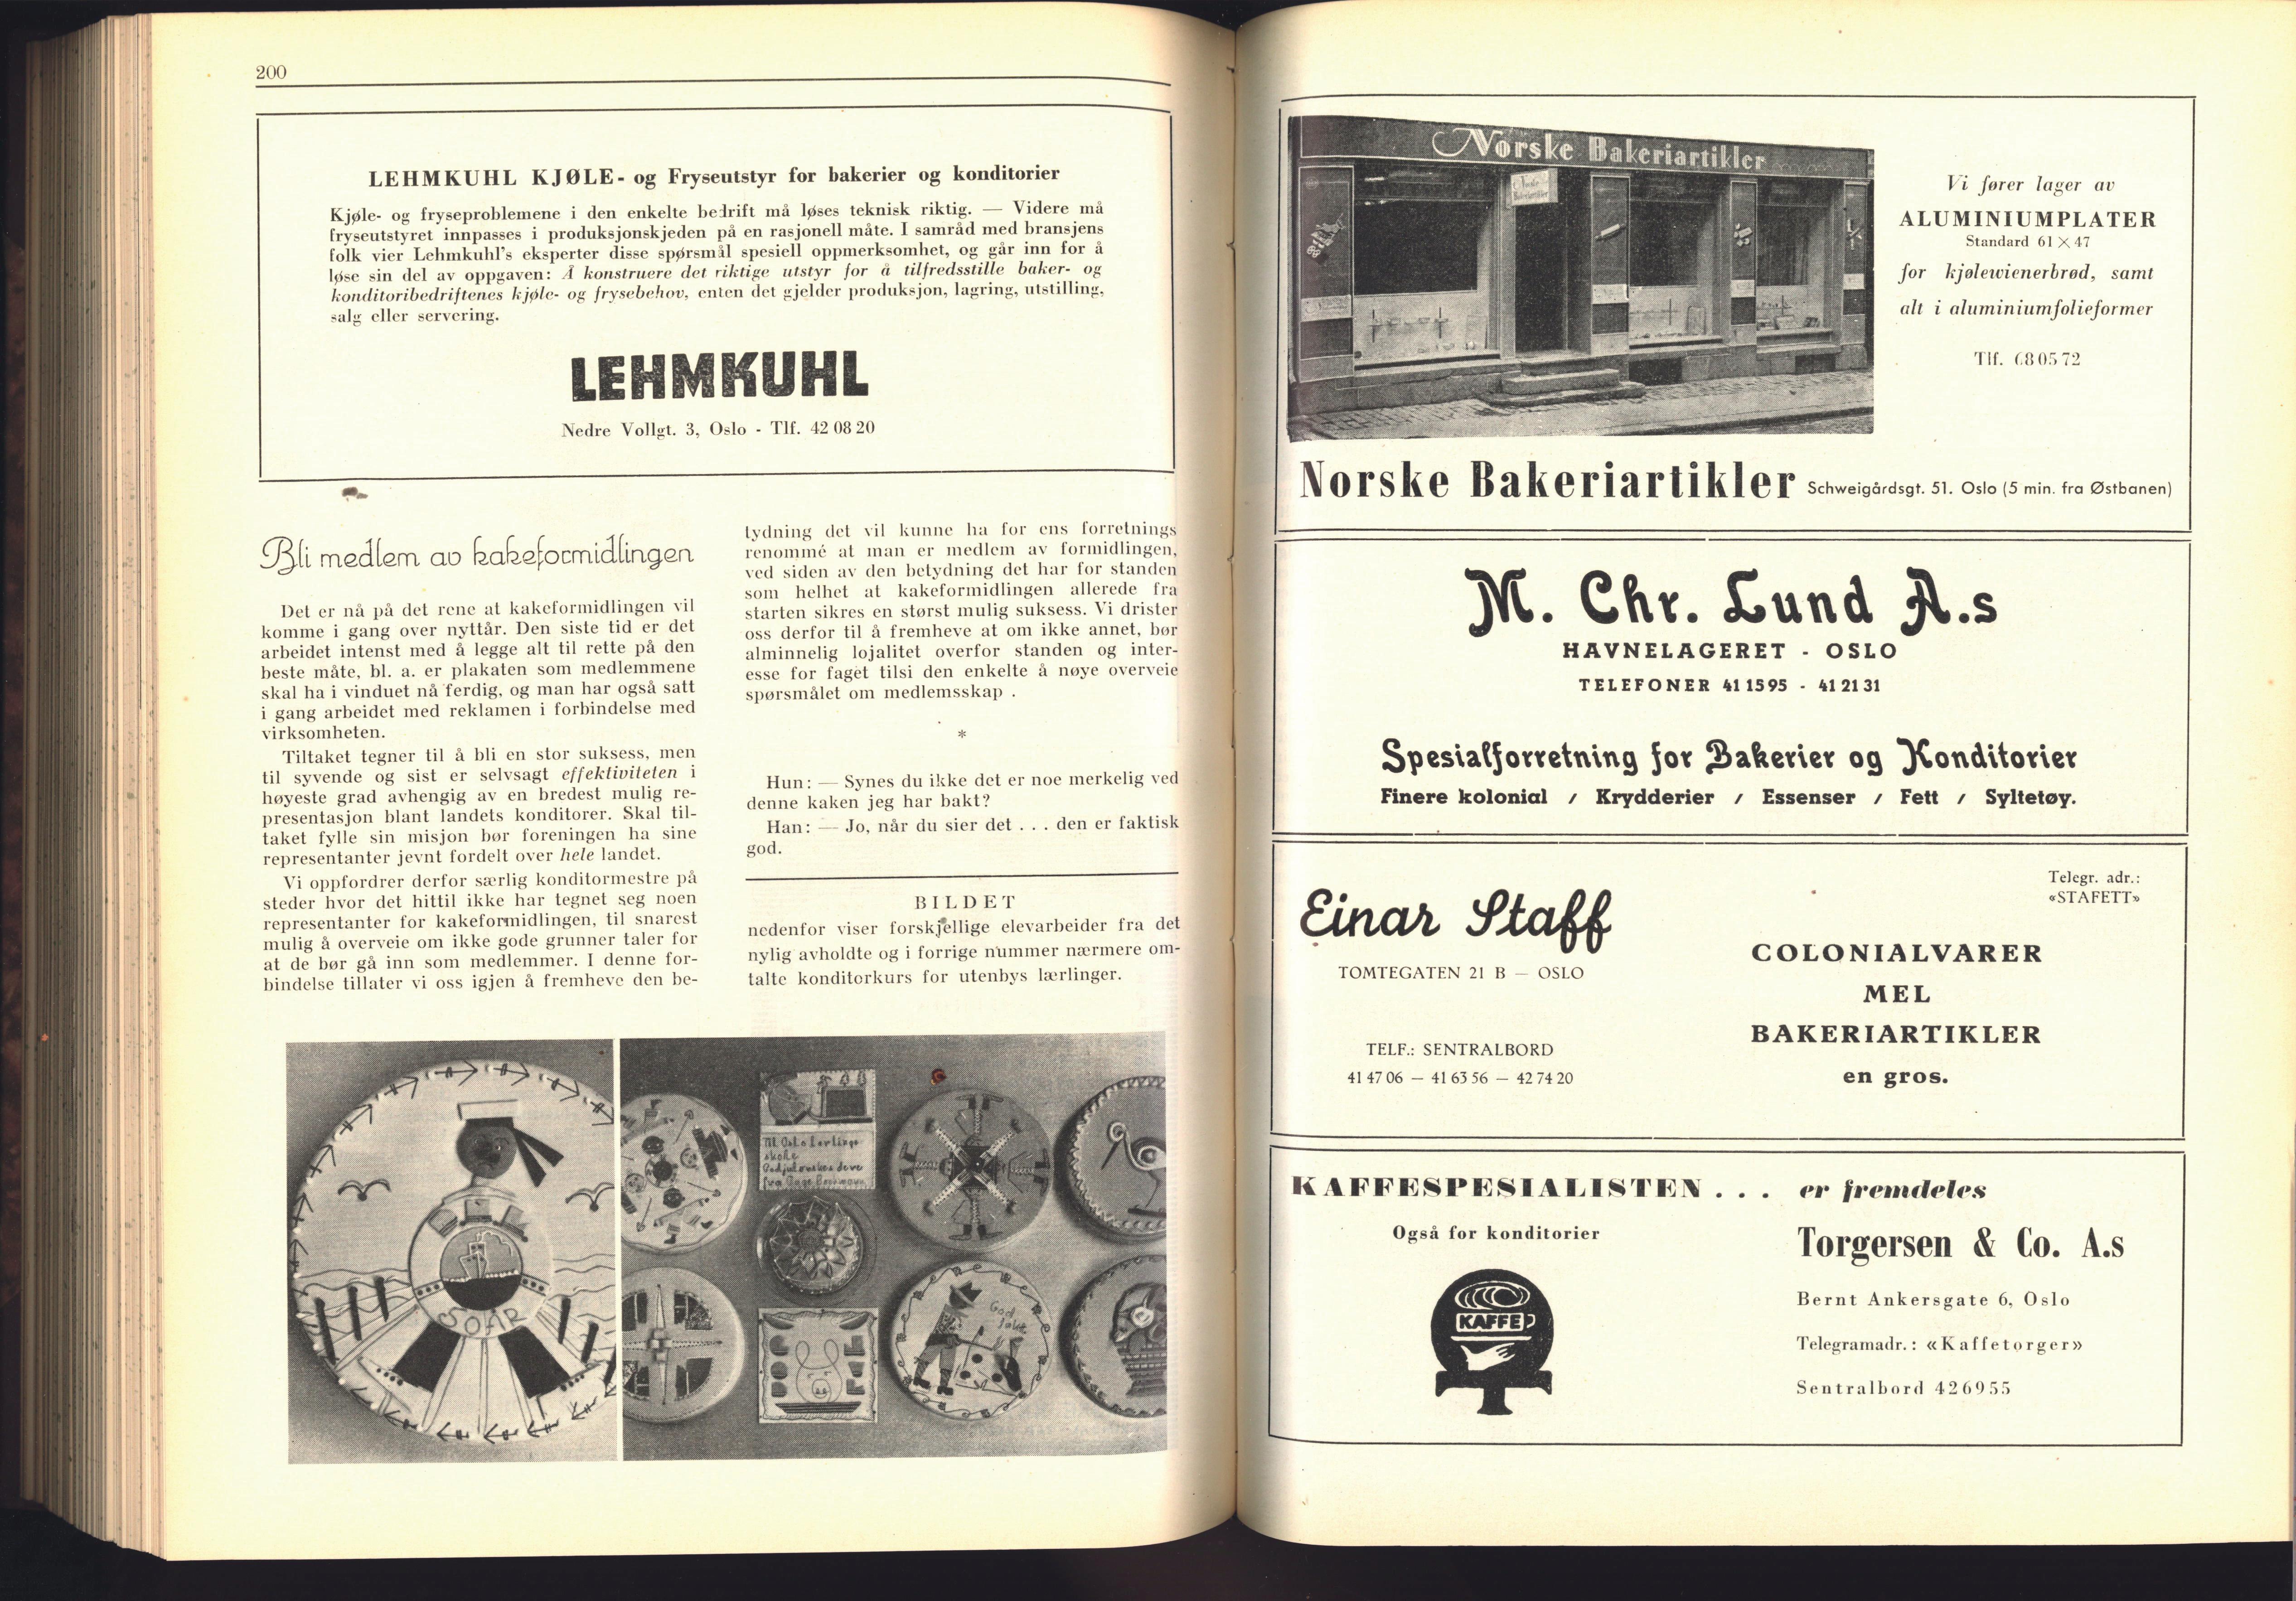 200
LEHMKUHL KJØLE- og Fryseutstyr for bakerier og konditorier
Kjøle- og fryseproblemene i den enkelte bedrift må løses teknisk riktig. — Videre må
fryseutstyret innpasses i produksjonskjeden på en rasjonell måte. I samråd med bransjens
folk vier Lehmkuhl's eksperter disse spørsmål spesiell oppmerksomhet, og går inn for å
løse sin del av oppgaven: Å konstruere det riktige utstyr for å tilfredsstille baker- og
konditoribedriftenes kjøle- og frysebehov, enten det gjelder produksjon, lagring, utstilling,
salg eller servering.
LEHMKUHL
Nedre Vollgt. 3, Oslo - Tlf. 42 08 20
Bli medlem av kakeformidlingen
Det er nå på det rene at kakeformidlingen vil
komme i gang over nyttår. Den siste tid er det
arbeidet intenst med å legge alt til rette på den
beste måte, bl. a. er plakaten som medlemmene
skal ha i vinduet nå ferdig, og man har også satt
i gang arbeidet med reklamen i forbindelse med
virksomheten.
Tiltaket tegner til å bli en stor suksess, men
til syvende og sist er selvsagt effektiviteten i
høyeste grad avhengig av en bredest mulig re-
presentasjon blant landets konditorer. Skal til-
taket fylle sin misjon bør foreningen ha sine
representanter jevnt fordelt over hele landet.
Vi oppfordrer derfor særlig konditormestre på
steder hvor det hittil ikke har tegnet seg noen
representanter for kakeformidlingen, til snarest
mulig å overveie om ikke gode grunner taler for
at de bør gå inn som medlemmer. I denne for-
bindelse tillater vi oss igjen å fremheve den be-
tydning det vil kunne ha for ens forretnings
renommé at man er medlem av formidlingen,
ved siden av den betydning det har for standen
som helhet at kakeformidlingen allerede fra
starten sikres en størst mulig suksess. Vi drister
oss derfor til å fremheve at om ikke annet, bør
alminnelig lojalitet overfor standen og inter-
esse for faget tilsi den enkelte å nøye overveie
spørsmålet om medlemsskap .
*
Hun: — Synes du ikke det er noe merkelig ved
denne kaken jeg har bakt?
Han: — Jo, når du sier det . . . den er faktisk
god.
BILDET
nedenfor viser forskjellige elevarbeider fra det
nylig avholdte og i forrige nummer nærmere om-
talte konditorkurs for utenbys lærlinger.
SOAR
Til Oslo lærlinge
skole
Godjul ønskes dere
fra Aage
God
jakt
GOD JUL
Norske Bakeriartikler
Norske
Bakeriartikler
Vi fører lager av
ALUMINIUMPLATER
Standard 61 × 47
for kjølewienerbrød, samt
alt i aluminiumfolieformer
Tlf. 68 05 72
Norske Bakeriartikler Schweigårdsgt. 51. Oslo (5 min. fra Østbanen)
M. Chr. Lund A.s
HAVNELAGERET - OSLO
TELEFONER 41 15 95 - 41 21 31
Spesialforretning for Bakerier og Konditorier
Finere kolonial / Krydderier / Essenser / Fett / Syltetøy.
Einar Staff
TOMTEGATEN 21 B — OSLO
TELF.: SENTRALBORD
41 47 06 — 41 63 56 — 42 74 20
Telegr. adr.:
«STAFETT»
COLONIALVARER
MEL
BAKERIARTIKLER
en gros.
KAFFESPESIALISTEN . . . er fremdeles
Også for konditorier
KAFFE
Torgersen & Co. A.s
Bernt Ankersgate 6, Oslo
Telegramadr.: «Kaffetorger»
Sentralbord 426955